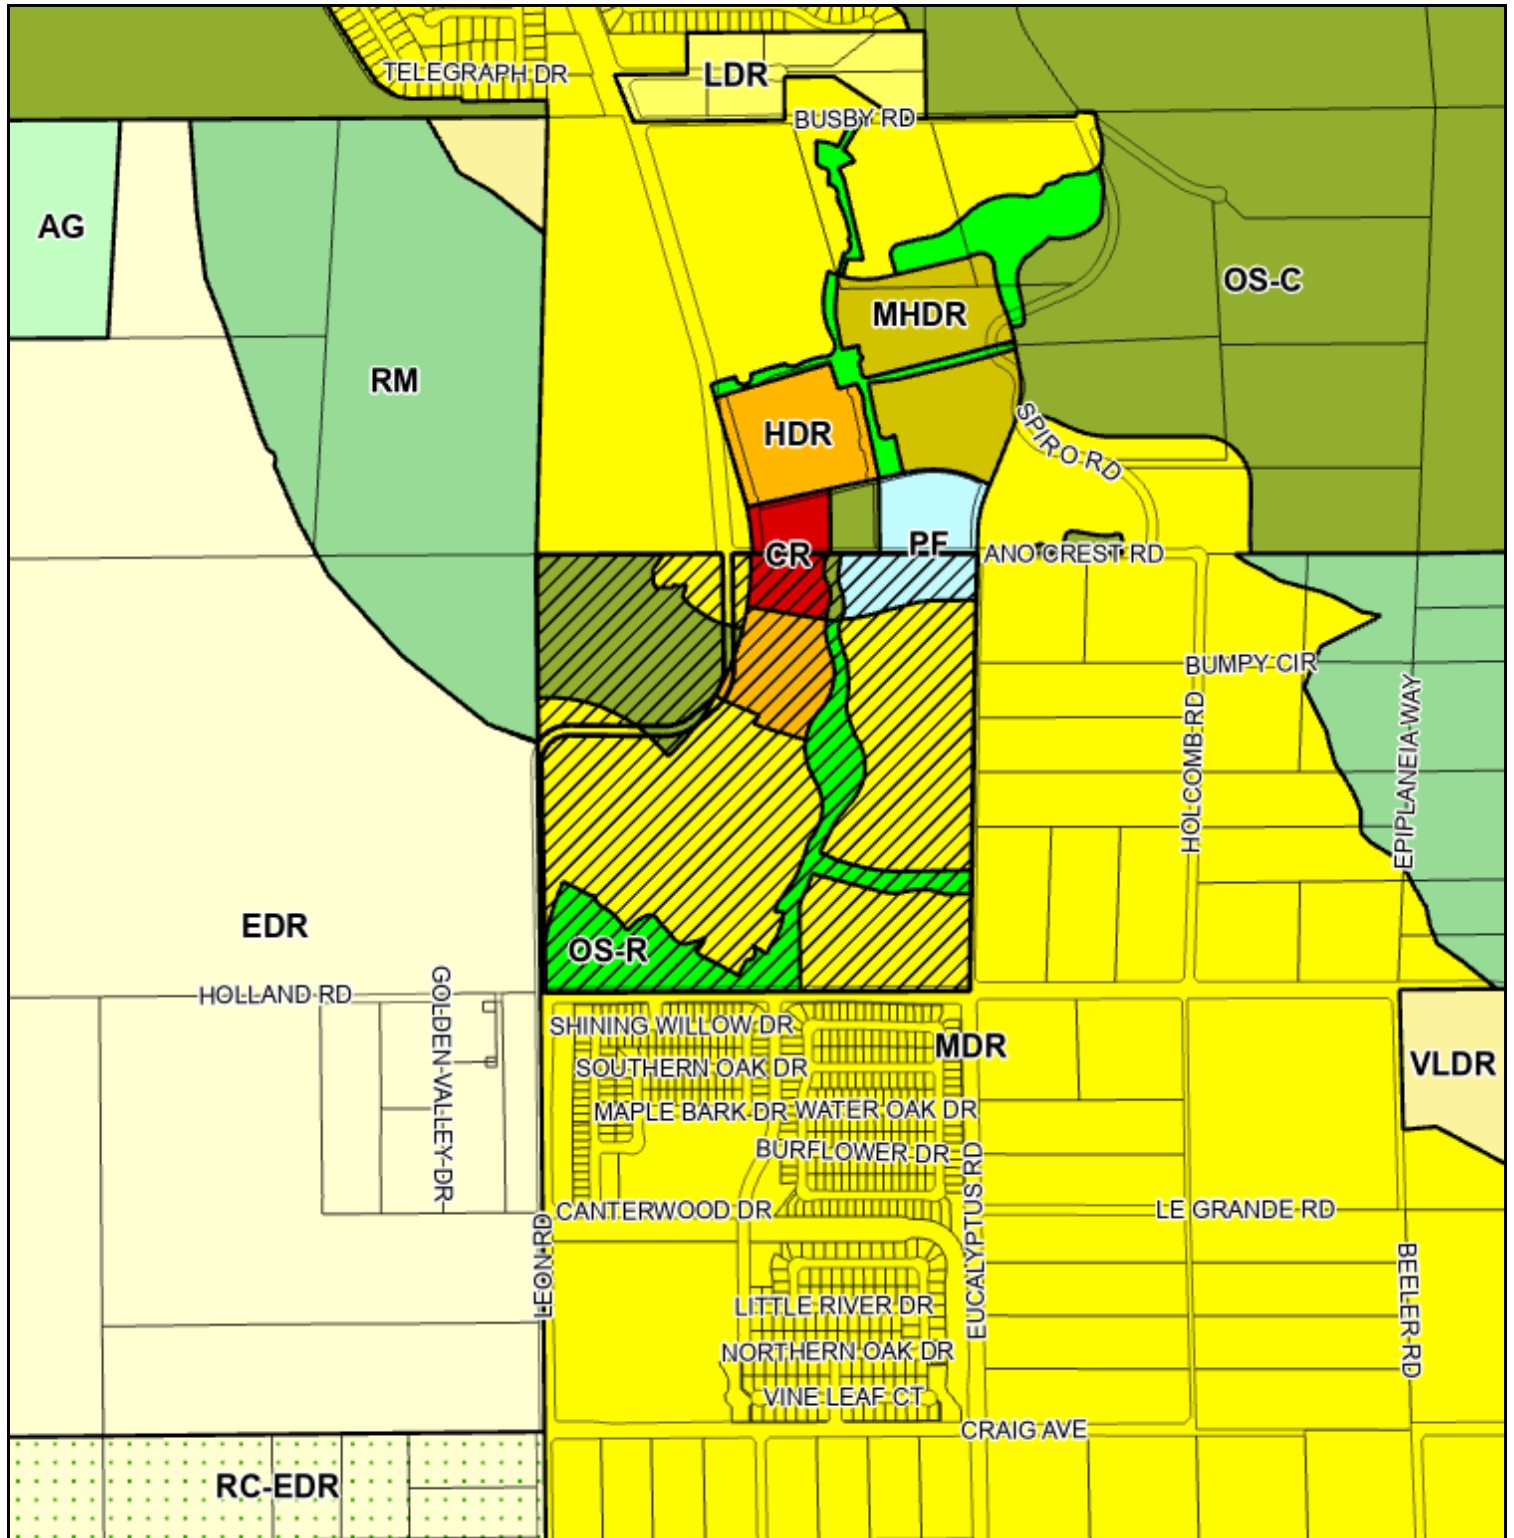 TELEGRAPH DR
LDR
BUSBY RD
AG
OS-C
MHDR
RM
HDR
SPIRO RD
CR
PF
ANO CREST RD
BUMPY CIR
HOLCOMB RD
EPIPLANEIA WAY
EDR
OS-R
HOLLAND RD
GOLDEN VALLEY DR
SHINING WILLOW DR
MDR
SOUTHERN OAK DR
VLDR
MAPLE BARK DR
WATER OAK DR
BURFLOWER DR
EUCALYPTUS RD
CANTERWOOD DR
LE GRANDE RD
LEON RD
BEELER RD
LITTLE RIVER DR
NORTHERN OAK DR
VINE LEAF CT
CRAIG AVE
RC-EDR